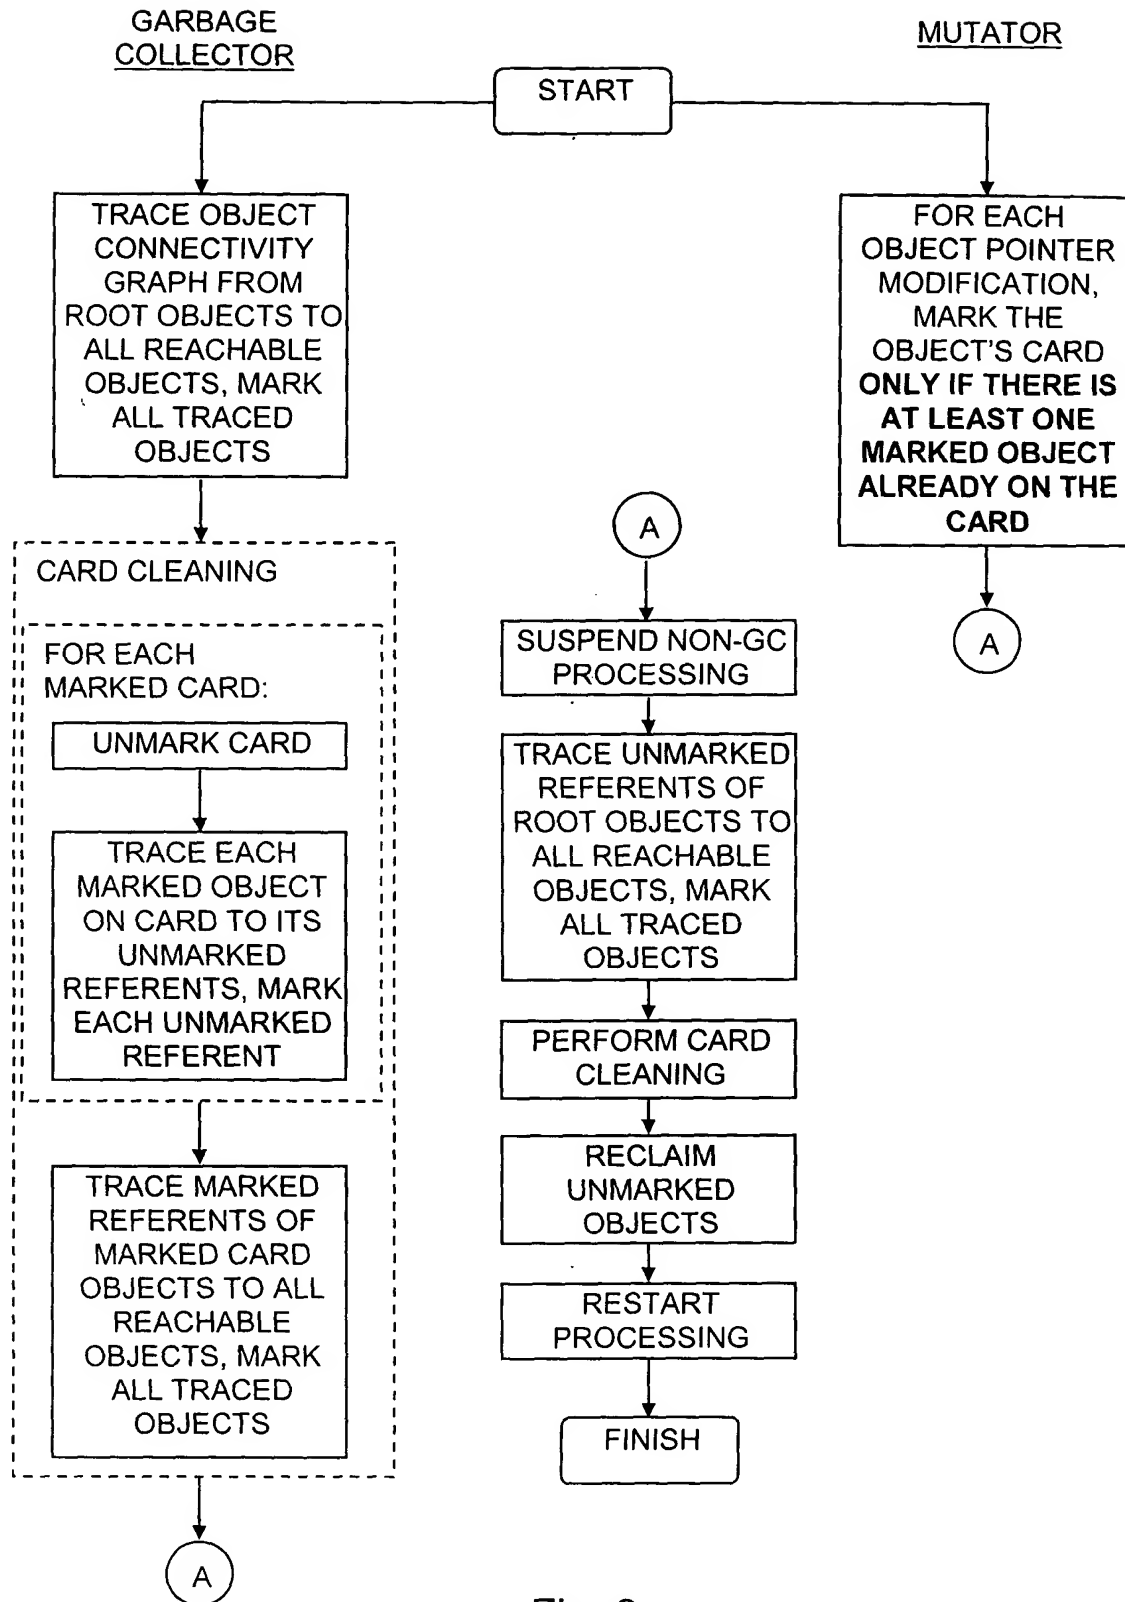 GARBAGE
COLLECTOR
MUTATOR
START
TRACE OBJECT
CONNECTIVITY
GRAPH FROM
ROOT OBJECTS TO
ALL REACHABLE
OBJECTS, MARK
ALL TRACED
OBJECTS
CARD CLEANING
FOR EACH
MARKED CARD:
UNMARK CARD
TRACE EACH
MARKED OBJECT
ON CARD TO ITS
UNMARKED
REFERENTS, MARK
EACH UNMARKED
REFERENT
TRACE MARKED
REFERENTS OF
MARKED CARD
OBJECTS TO ALL
REACHABLE
OBJECTS, MARK
ALL TRACED
OBJECTS
A
FOR EACH
OBJECT POINTER
MODIFICATION,
MARK THE
OBJECT'S CARD
ONLY IF THERE IS
AT LEAST ONE
MARKED OBJECT
ALREADY ON THE
CARD
A
A
SUSPEND NON-GC
PROCESSING
TRACE UNMARKED
REFERENTS OF
ROOT OBJECTS TO
ALL REACHABLE
OBJECTS, MARK
ALL TRACED
OBJECTS
PERFORM CARD
CLEANING
RECLAIM
UNMARKED
OBJECTS
RESTART
PROCESSING
FINISH